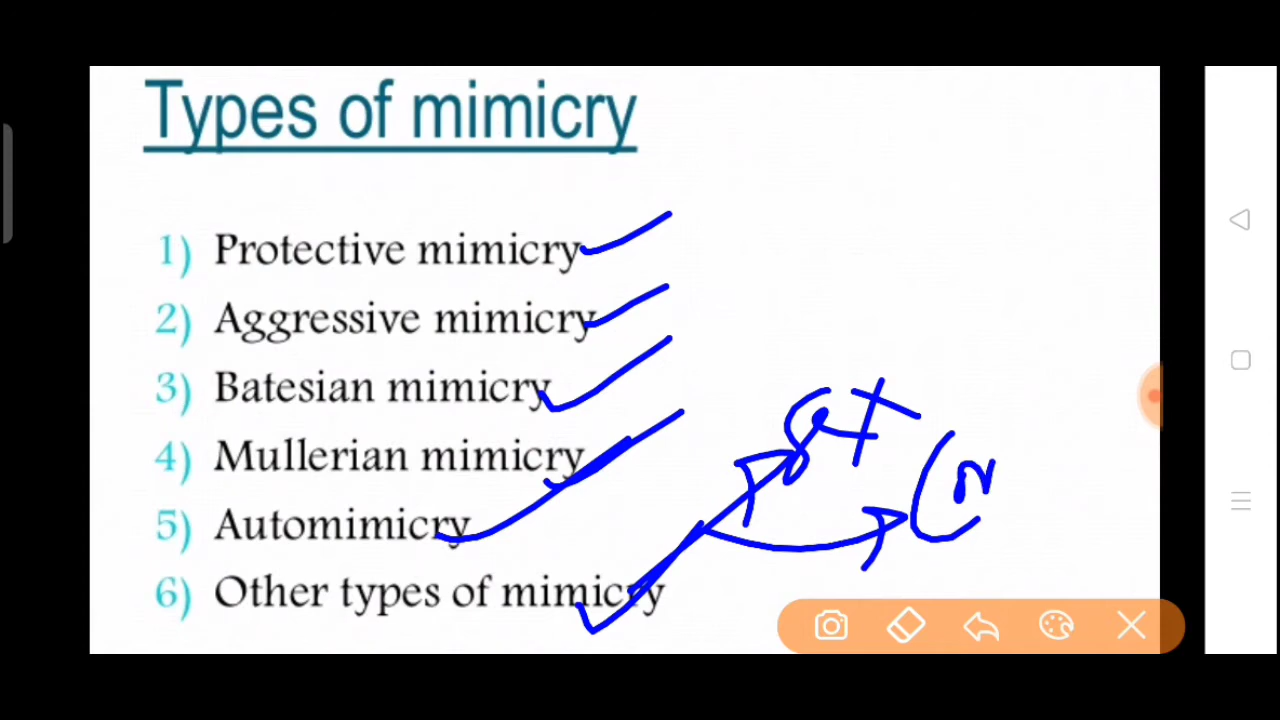 Types of mimicry
1) Protective mimicry
2) Aggressive mimicry
3) Batesian mimicry
4) Mullerian mimicry
5) Automimicry
6) Other types of mimicry